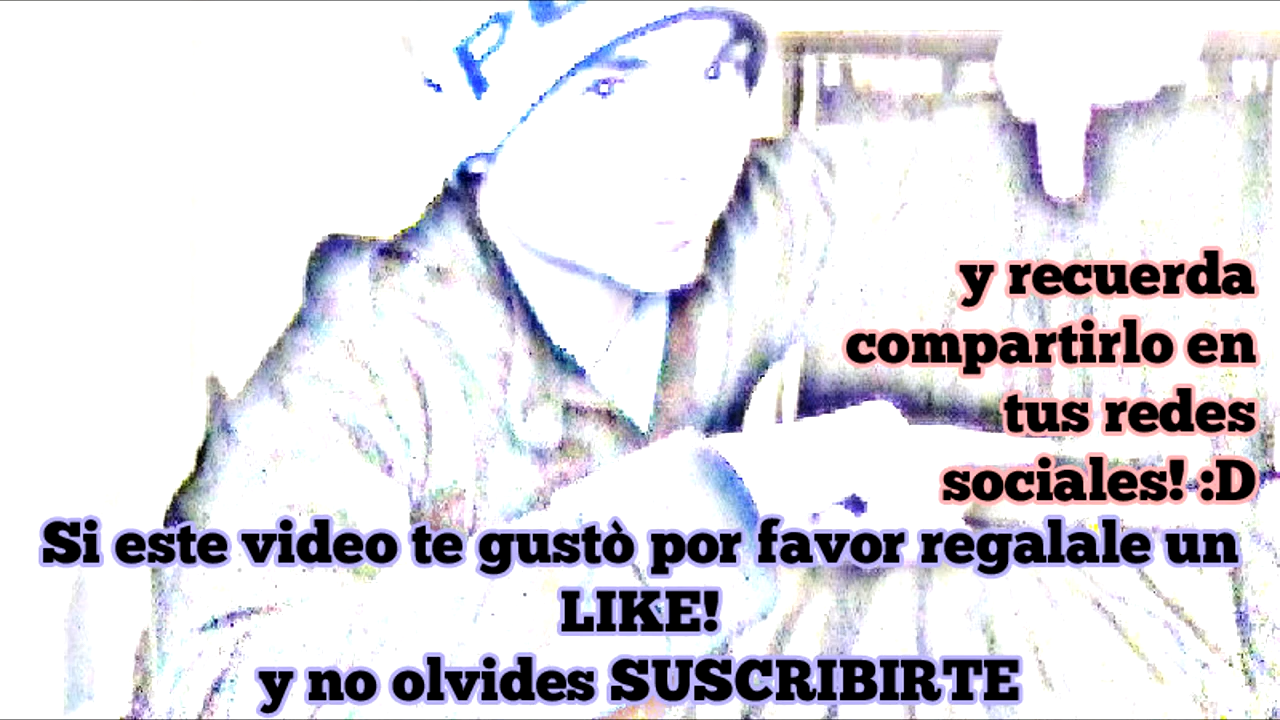 y recuerda
compartirlo en
tus redes
sociales! :D
Si este video te gustò por favor regalale un
LIKE!
y no olvides SUSCRIBIRTE